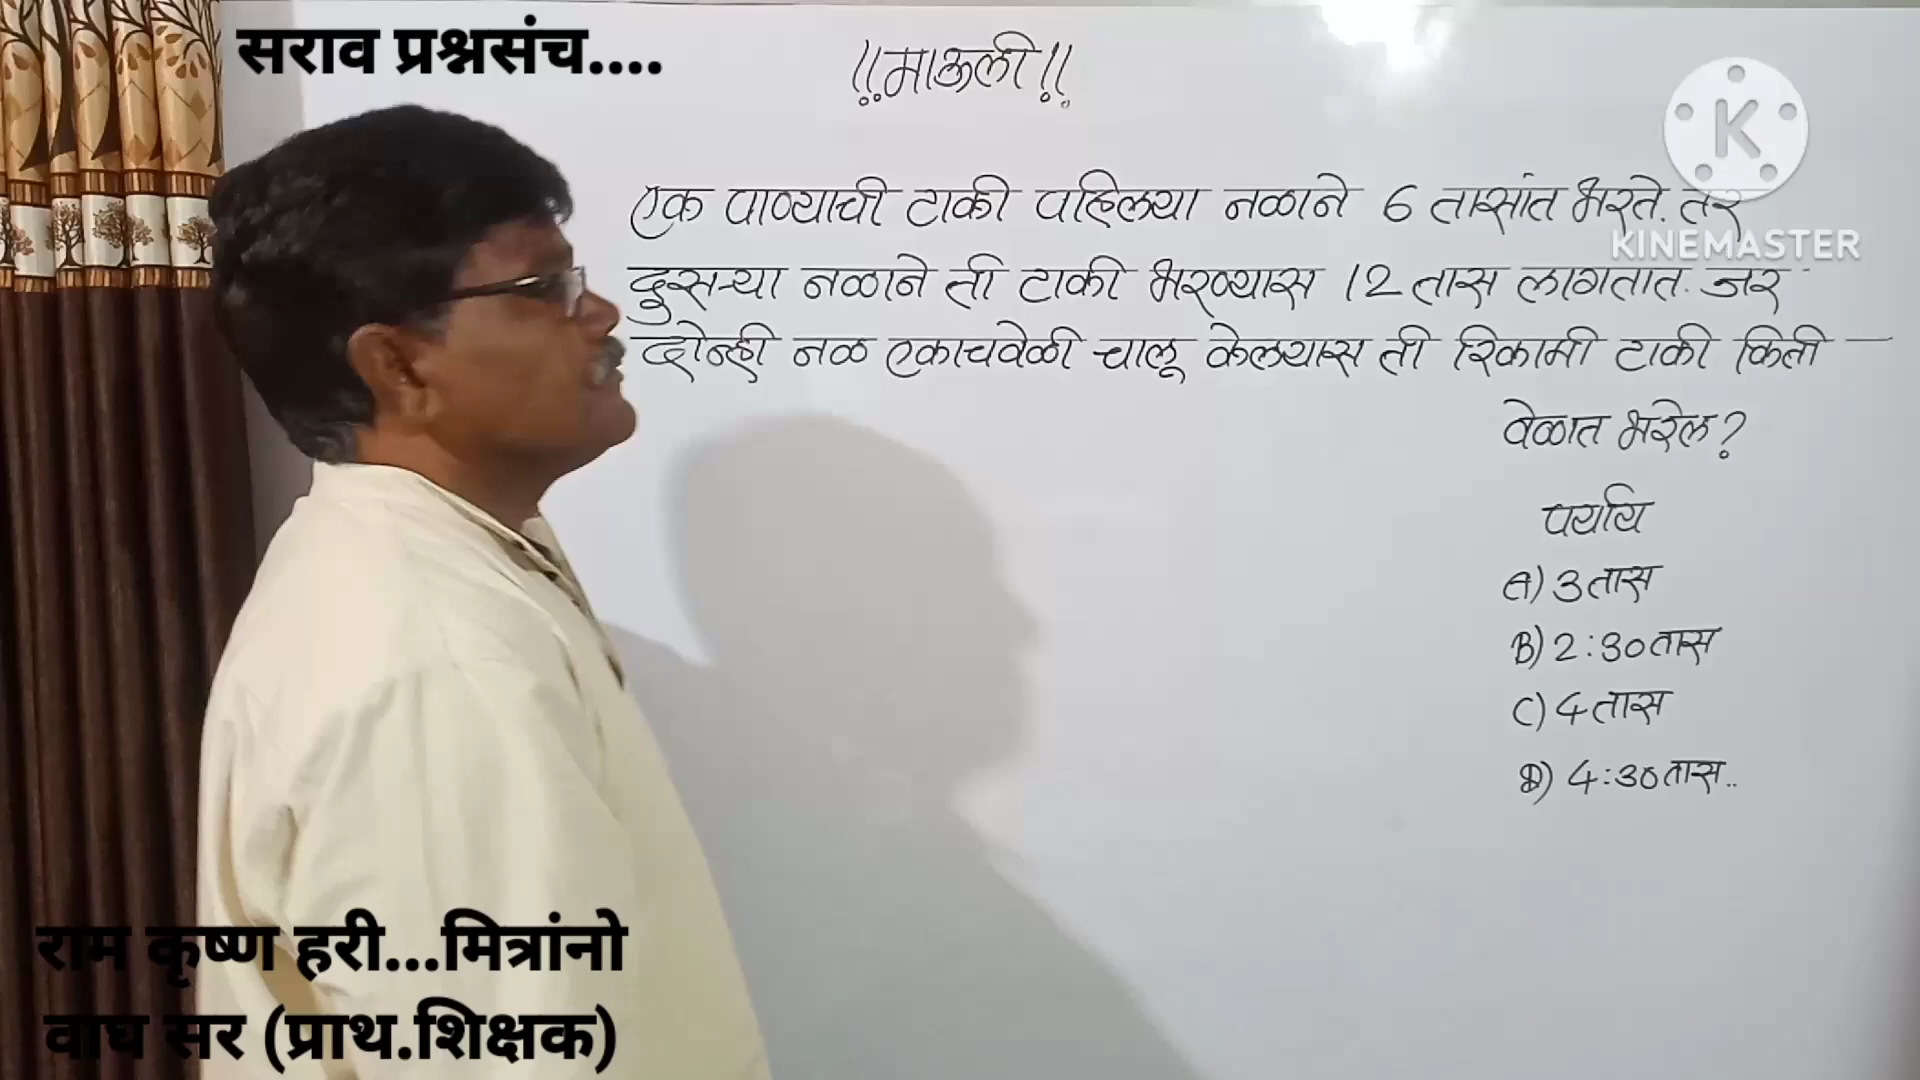 सराव प्रश्नसंच....
!!माऊली!!
K
KINEMASTER
एक पाण्याची टाकी पहिल्या नळाने 6 तासांत भरते. तर
दुसऱ्या नळाने ती टाकी भरण्यास 12 तास लागतात. जर
दोन्ही नळ एकाचवेळी चालू केल्यास ती रिकामी टाकी किती
वेळात भरेल?
पर्याय
A) 3 तास
B) 2:30 तास
C) 4 तास
D) 4:30 तास..
राम कृष्ण हरी...मित्रांनो
वाघ सर (प्राथ.शिक्षक)